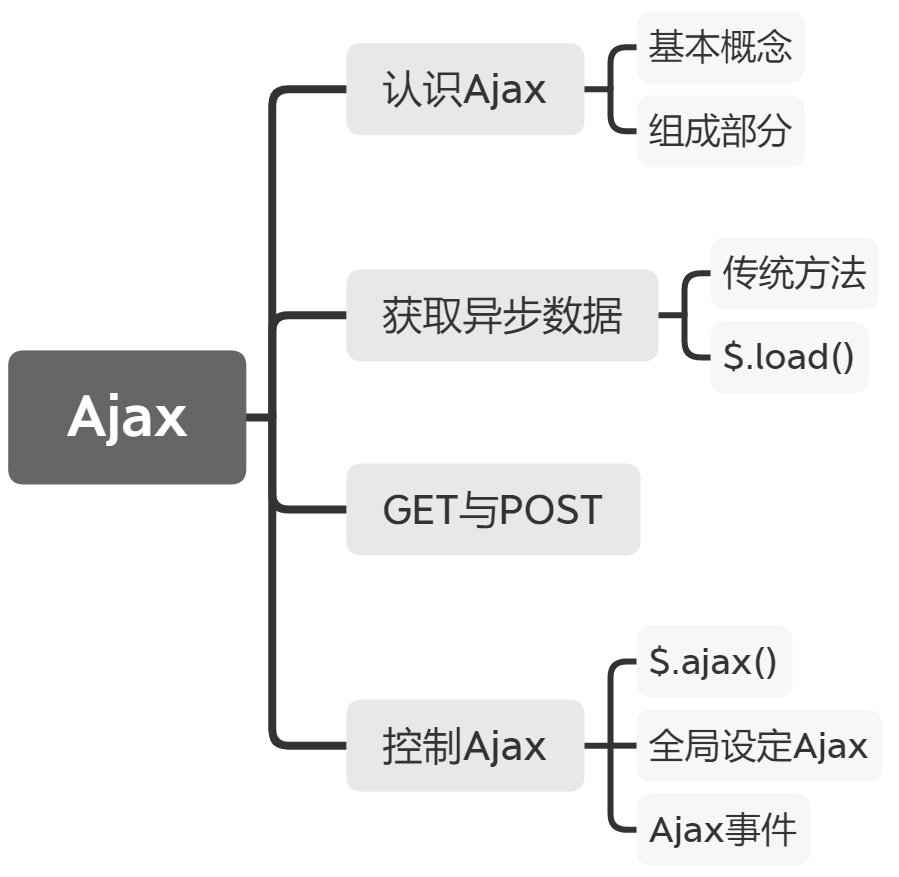 Ajax
认识Ajax
基本概念
组成部分
获取异步数据
传统方法
$.load()
GET与POST
控制Ajax
$.ajax()
全局设定Ajax
Ajax事件